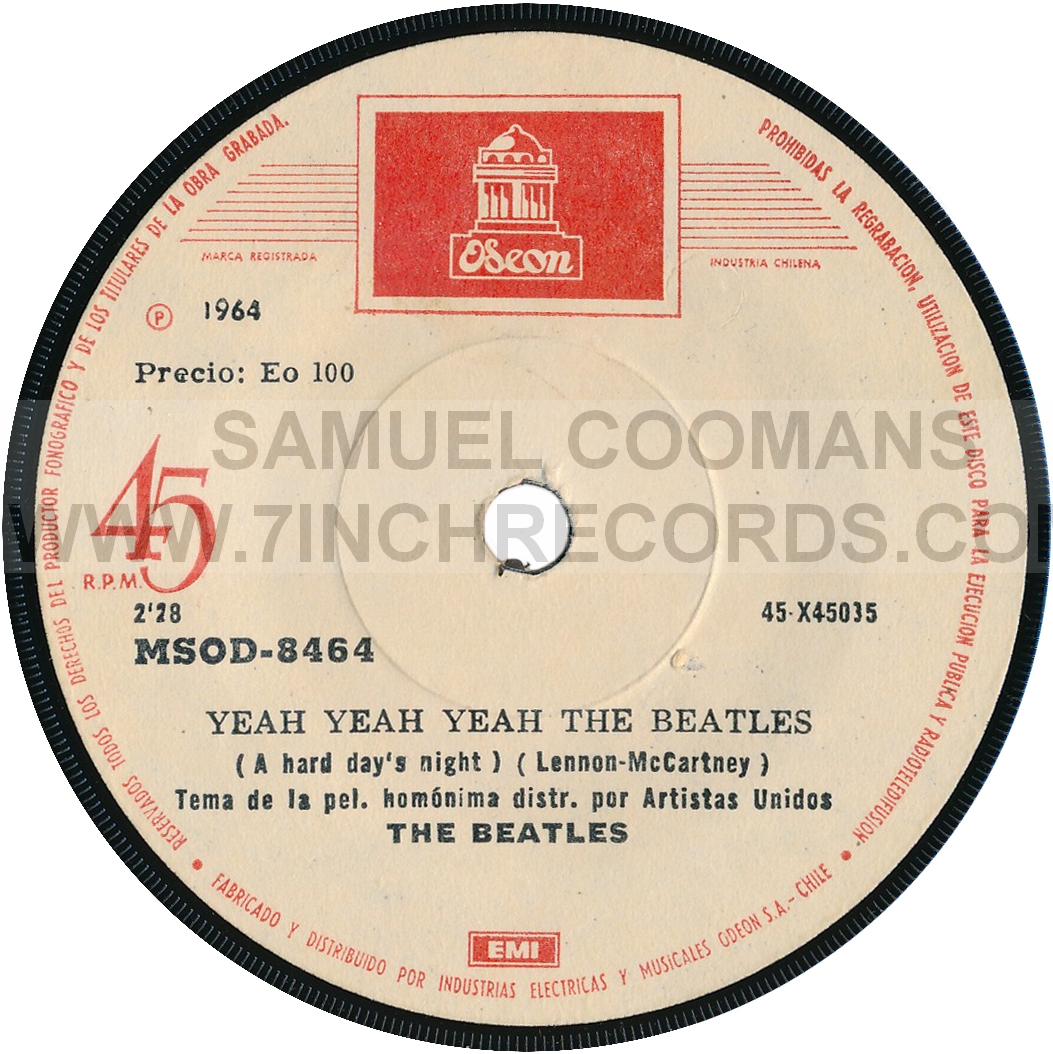 Odeon
MARCA REGISTRADA
INDUSTRIA CHILENA
Ⓟ 1964
Precio: Eo 100
45
R.P.M.
2'28
45-X45035
MSOD-8464
YEAH YEAH YEAH THE BEATLES
( A hard day's night ) ( Lennon-McCartney )
Tema de la pel. homónima distr. por Artistas Unidos
THE BEATLES
EMI
RESERVADOS TODOS LOS DERECHOS DEL PRODUCTOR FONOGRAFICO Y DE LOS TITULARES DE LA OBRA GRABADA.
PROHIBIDAS LA REGRABACION, UTILIZACION DE ESTE DISCO PARA LA EJECUCION PUBLICA Y RADIOTELEDIFUSION
• FABRICADO Y DISTRIBUIDO POR INDUSTRIAS ELECTRICAS Y MUSICALES ODEON S.A.- CHILE •
SAMUEL COOMANS
WWW.7INCHRECORDS.COM